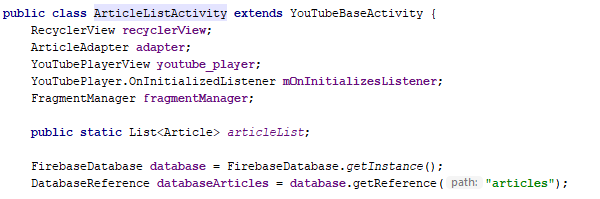 public class ArticleListActivity extends YouTubeBaseActivity {
RecyclerView recyclerView;
ArticleAdapter adapter;
YouTubePlayerView youtube_player;
YouTubePlayer.OnInitializedListener mOnInitializesListener;
FragmentManager fragmentManager;
public static List<Article> articleList;
FirebaseDatabase database = FirebaseDatabase.getInstance();
DatabaseReference databaseArticles = database.getReference( path: "articles");